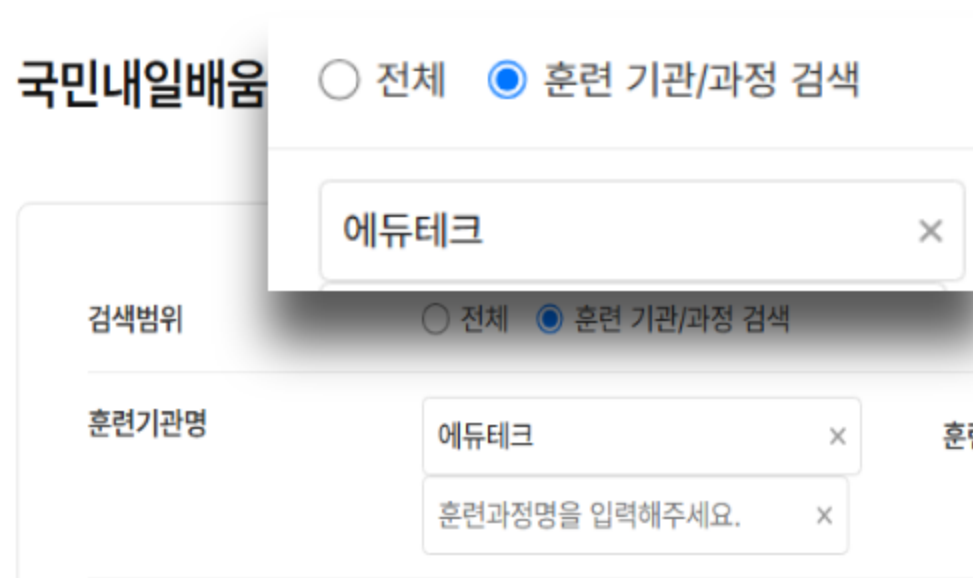 국민내일배움
전체 훈련 기관/과정 검색
에듀테크
검색범위 전체 훈련 기관/과정 검색
훈련기관명 에듀테크
훈련과정명을 입력해주세요.